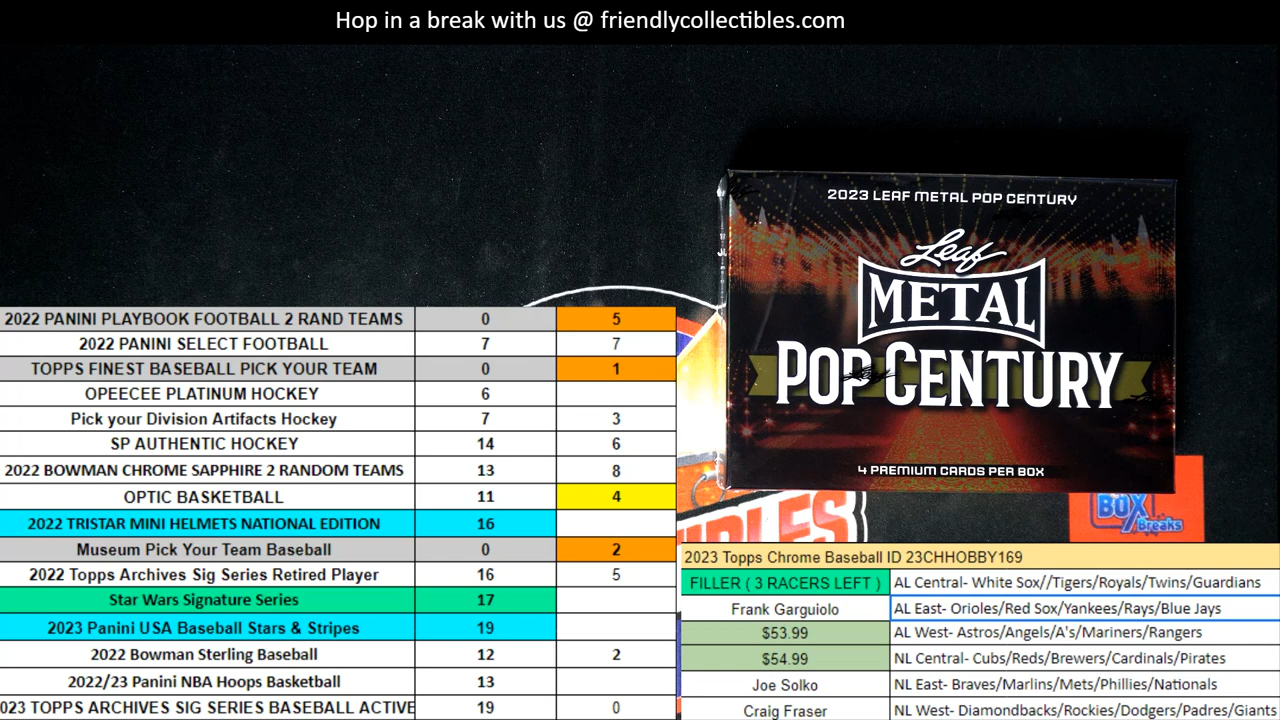 Hop in a break with us @ friendlycollectibles.com
2023 LEAF METAL POP CENTURY
Leaf
METAL
POP CENTURY
4 PREMIUM CARDS PER BOX
BOX
Breaks
2022 PANINI PLAYBOOK FOOTBALL 2 RAND TEAMS 0 5
2022 PANINI SELECT FOOTBALL 7 7
TOPPS FINEST BASEBALL PICK YOUR TEAM 0 1
OPEECEE PLATINUM HOCKEY 6
Pick your Division Artifacts Hockey 7 3
SP AUTHENTIC HOCKEY 14 6
2022 BOWMAN CHROME SAPPHIRE 2 RANDOM TEAMS 13 8
OPTIC BASKETBALL 11 4
2022 TRISTAR MINI HELMETS NATIONAL EDITION 16
Museum Pick Your Team Baseball 0 2
2022 Topps Archives Sig Series Retired Player 16 5
Star Wars Signature Series 17
2023 Panini USA Baseball Stars & Stripes 19
2022 Bowman Sterling Baseball 12 2
2022/23 Panini NBA Hoops Basketball 13
023 TOPPS ARCHIVES SIG SERIES BASEBALL ACTIVE 19 0
2023 Topps Chrome Baseball ID 23CHHOBBY169
FILLER ( 3 RACERS LEFT ) AL Central- White Sox//Tigers/Royals/Twins/Guardians
Frank Garguiolo AL East- Orioles/Red Sox/Yankees/Rays/Blue Jays
$53.99 AL West- Astros/Angels/A's/Mariners/Rangers
$54.99 NL Central- Cubs/Reds/Brewers/Cardinals/Pirates
Joe Solko NL East- Braves/Marlins/Mets/Phillies/Nationals
Craig Fraser NL West- Diamondbacks/Rockies/Dodgers/Padres/Giants